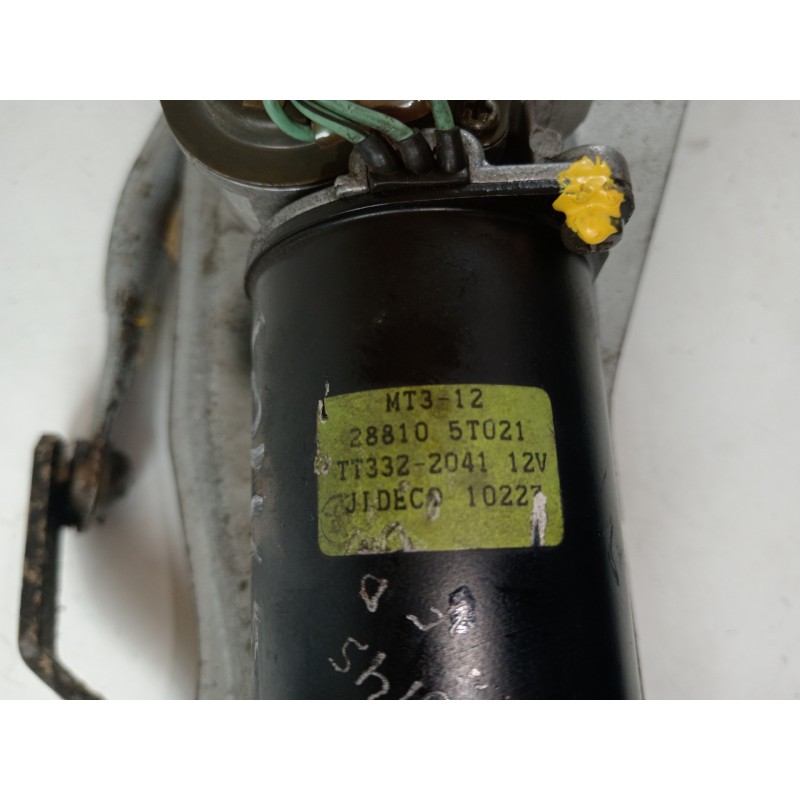 MT3-12
28810 5T021
TT332-2041 12V
JIDECO 10227